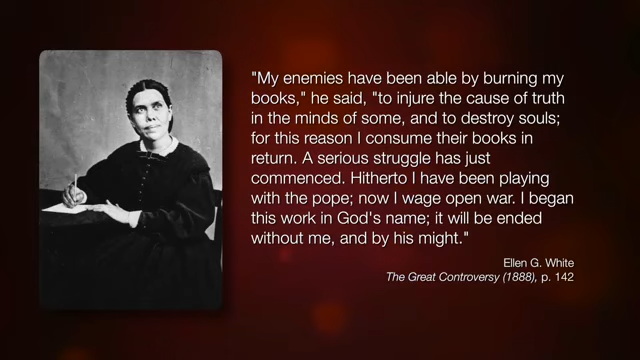 "My enemies have been able by burning my
books," he said, "to injure the cause of truth
in the minds of some, and to destroy souls;
for this reason I consume their books in
return. A serious struggle has just
commenced. Hitherto I have been playing
with the pope; now I wage open war. I began
this work in God's name; it will be ended
without me, and by his might."
Ellen G. White
The Great Controversy (1888), p. 142